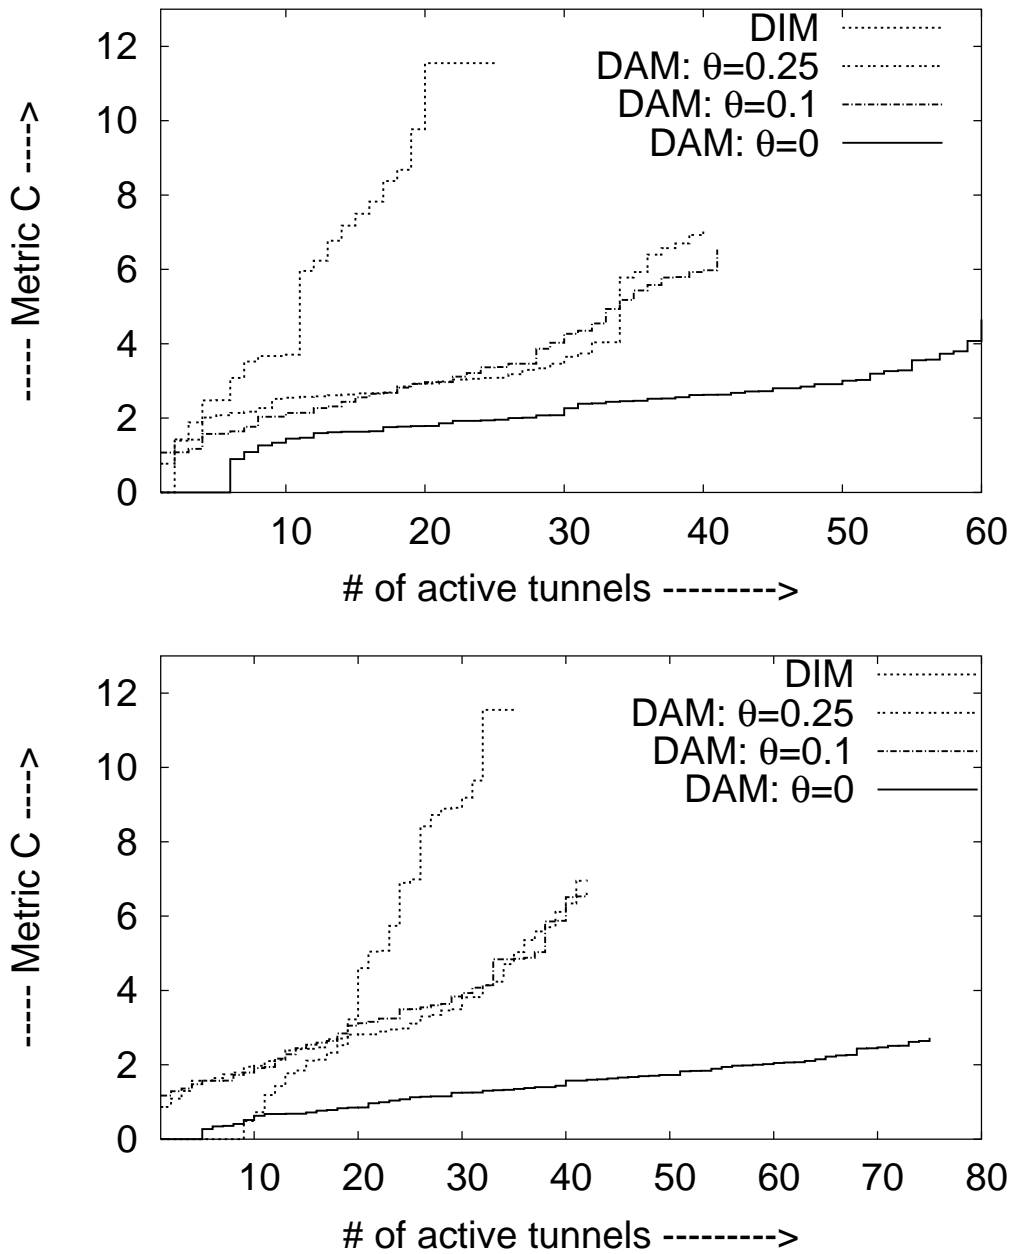 DIM
DAM: θ=0.25
DAM: θ=0.1
DAM: θ=0
12
10
8
6
4
2
0
----- Metric C ---->
10 20 30 40 50 60
# of active tunnels --------->
DIM
DAM: θ=0.25
DAM: θ=0.1
DAM: θ=0
12
10
8
6
4
2
0
----- Metric C ---->
10 20 30 40 50 60 70 80
# of active tunnels --------->